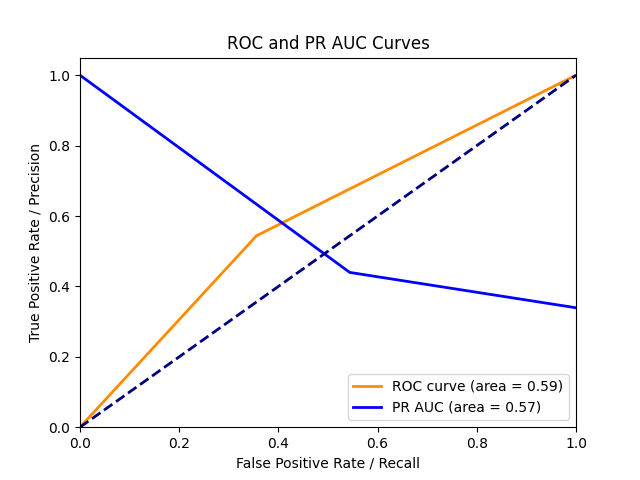 ROC and PR AUC Curves
True Positive Rate / Precision
1.0
0.8
0.6
0.4
0.2
0.0
0.0 0.2 0.4 0.6 0.8 1.0
ROC curve (area = 0.59)
PR AUC (area = 0.57)
False Positive Rate / Recall